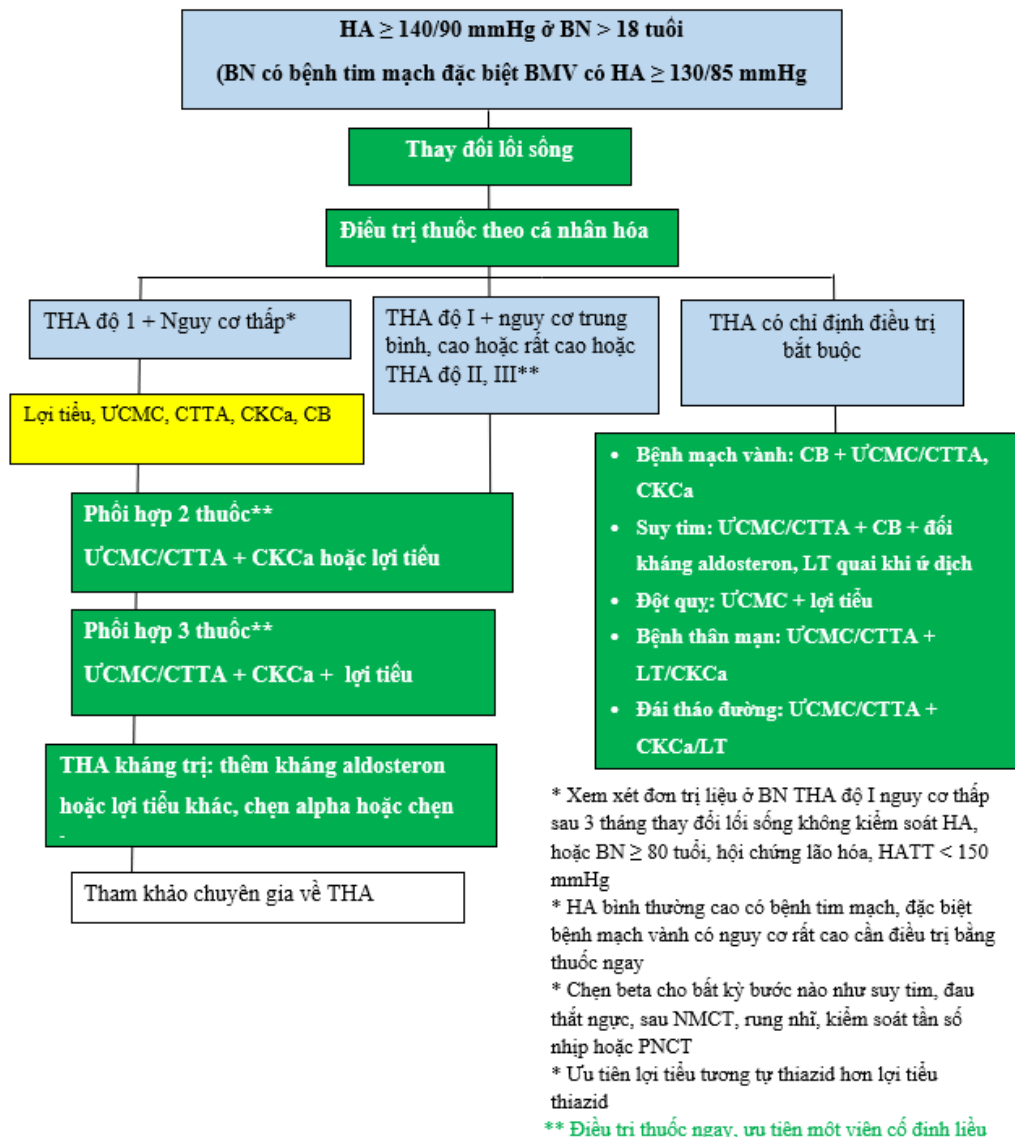 HA ≥ 140/90 mmHg ở BN > 18 tuổi
(BN có bệnh tim mạch đặc biệt BMV có HA ≥ 130/85 mmHg
Thay đổi lối sống
Điều trị thuốc theo cá nhân hóa
THA độ 1 + Nguy cơ thấp*
THA độ I + nguy cơ trung
bình, cao hoặc rất cao hoặc
THA độ II, III**
THA có chỉ định điều trị
bắt buộc
Lợi tiểu, ƯCMC, CTTA, CKCa, CB
Phối hợp 2 thuốc**
ƯCMC/CTTA + CKCa hoặc lợi tiểu
Phối hợp 3 thuốc**
ƯCMC/CTTA + CKCa + lợi tiểu
THA kháng trị: thêm kháng aldosteron
hoặc lợi tiểu khác, chẹn alpha hoặc chẹn
Tham khảo chuyên gia về THA
• Bệnh mạch vành: CB + ƯCMC/CTTA,
CKCa
• Suy tim: ƯCMC/CTTA + CB + đối
kháng aldosteron, LT quai khi ứ dịch
• Đột quỵ: ƯCMC + lợi tiểu
• Bệnh thân mạn: ƯCMC/CTTA +
LT/CKCa
• Đái tháo đường: ƯCMC/CTTA +
CKCa/LT
* Xem xét đơn trị liệu ở BN THA độ I nguy cơ thấp
sau 3 tháng thay đổi lối sống không kiểm soát HA,
hoặc BN ≥ 80 tuổi, hội chứng lão hóa, HATT < 150
mmHg
* HA bình thường cao có bệnh tim mạch, đặc biệt
bệnh mạch vành có nguy cơ rất cao cần điều trị bằng
thuốc ngay
* Chẹn beta cho bất kỳ bước nào như suy tim, đau
thắt ngực, sau NMCT, rung nhĩ, kiểm soát tần số
nhịp hoặc PNCT
* Ưu tiên lợi tiểu tương tự thiazid hơn lợi tiểu
thiazid
** Điều trị thuốc ngay, ưu tiên một viên cố định liều